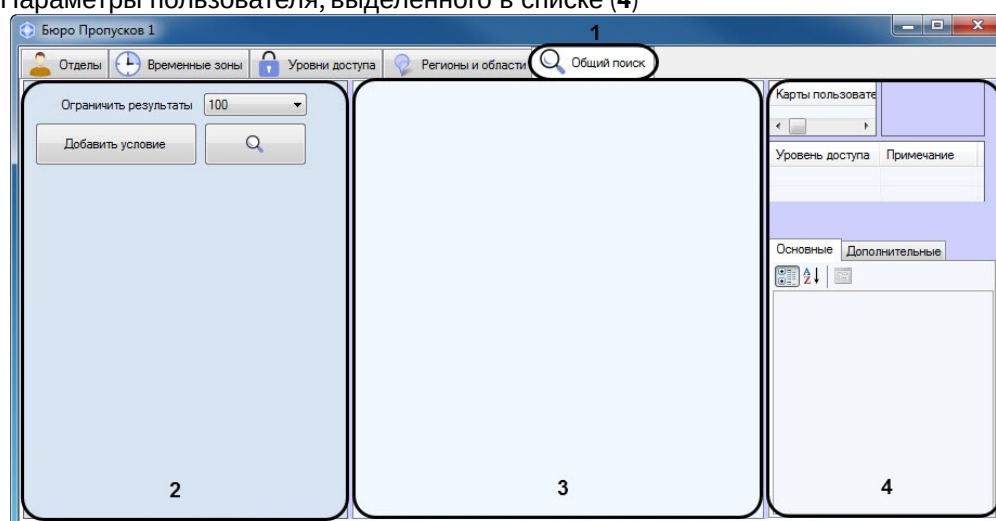 Параметры пользователя, выделенного в списке (4)
Бюро Пропусков 1
1
Отделы Временные зоны Уровни доступа Регионы и области Общий поиск
Ограничить результаты 100
Добавить условие
Карты пользовате
Уровень доступа Примечание
Основные Дополнительные
2
3
4